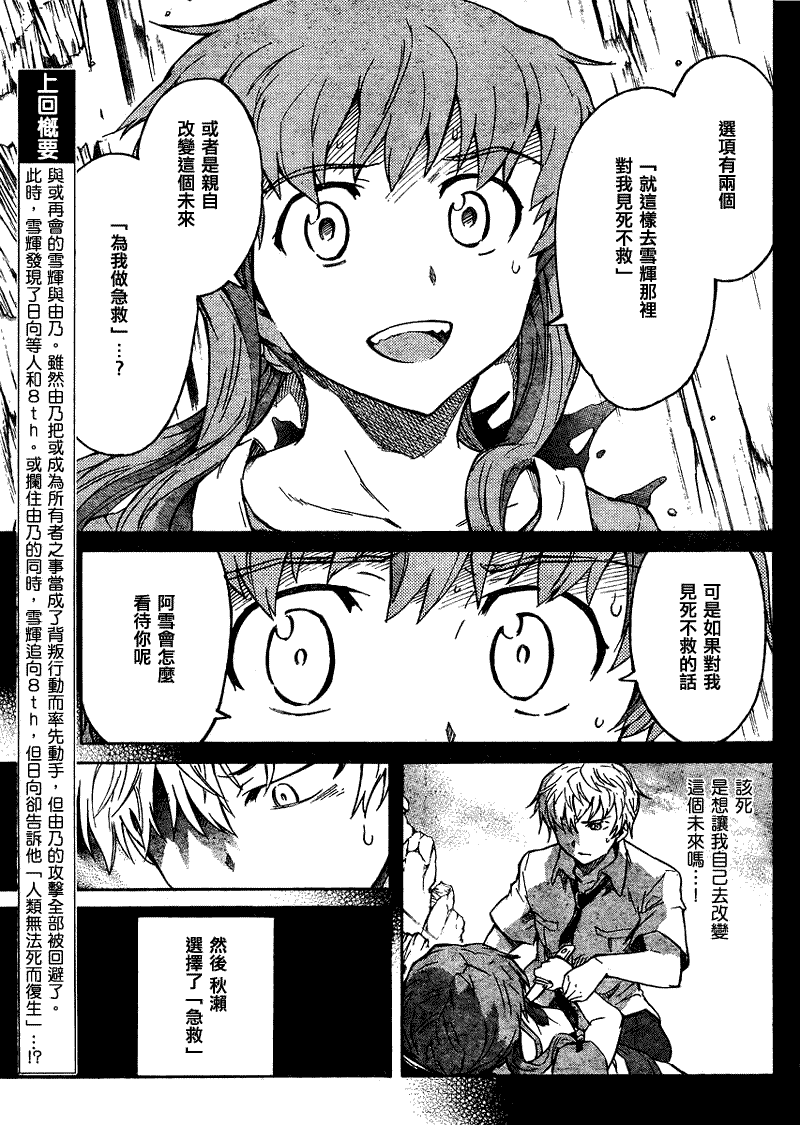 選項有兩個
「就這樣去雪輝那裡
對我見死不救」
或者是親自
改變這個未來
「為我做急救」…?
可是如果對我
見死不救的話
阿雪會怎麼
看待你呢
該死
是想讓我自己去改變
這個未來嗎…!
然後 秋瀨
選擇了「急救」
上回概要
與或再會的雪輝與由乃。雖然由乃把或成為所有者之事當成了背叛行動而率先動手，但由乃的攻擊全部被回避了。
此時，雪輝發現了日向等人和8th。或攔住由乃的同時，雪輝追向8th，但日向卻告訴他「人類無法死而復生」…!?